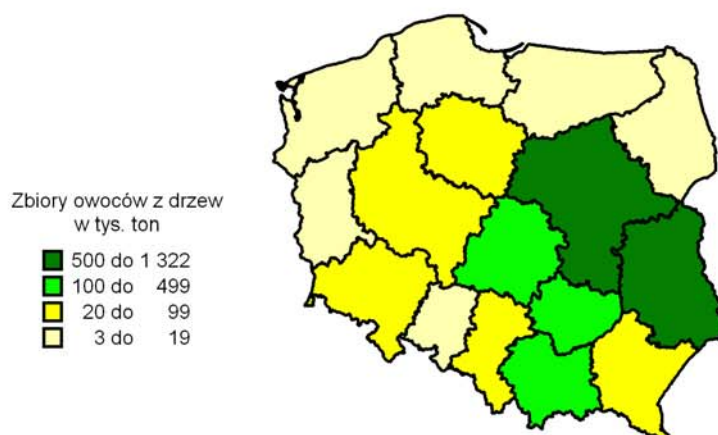 Zbiory owoców z drzew
w tys. ton
500 do 1 322
100 do 499
20 do 99
3 do 19